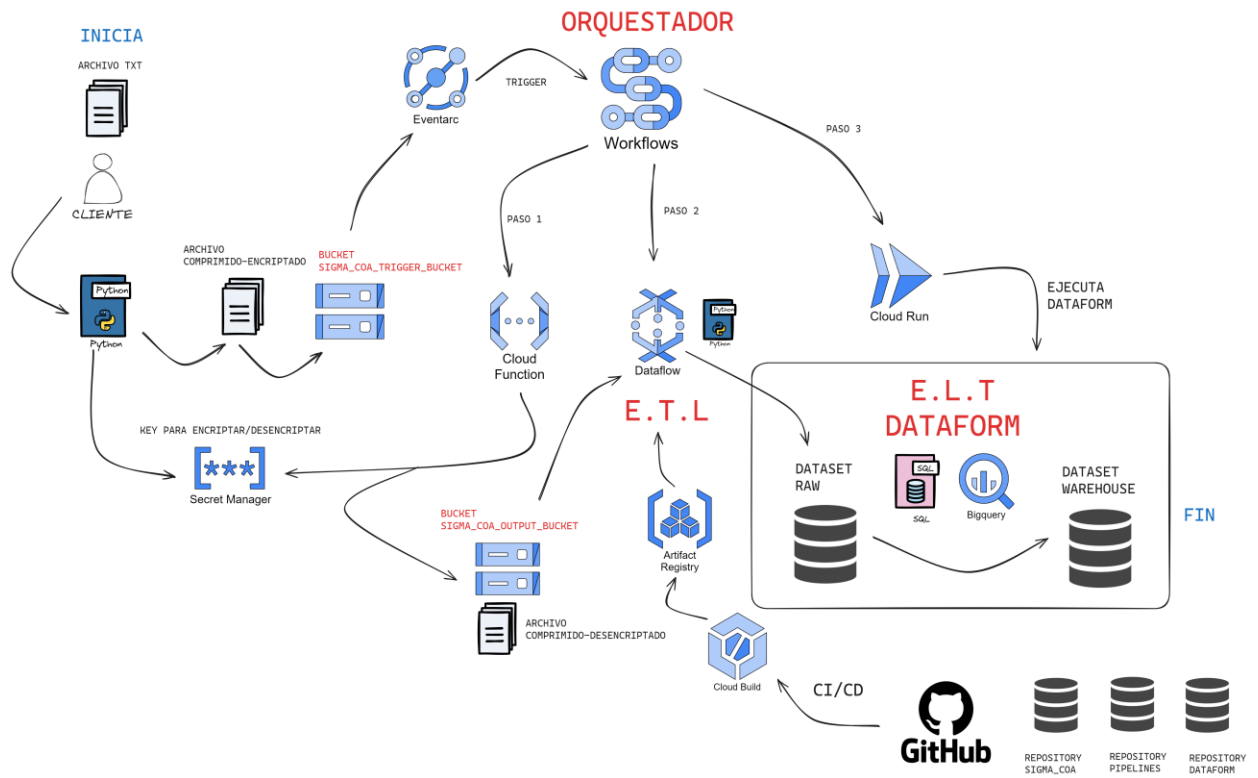 INICIA
ARCHIVO TXT
CLIENTE
Python
Python
ARCHIVO
COMPRIMIDO-ENCRIPTADO
BUCKET
SIGMA_COA_TRIGGER_BUCKET
Eventarc
TRIGGER
ORQUESTADOR
Workflows
PASO 1
PASO 2
PASO 3
Cloud
Function
Python
Python
Dataflow
E.T.L
Cloud Run
EJECUTA
DATAFORM
KEY PARA ENCRIPTAR/DESENCRIPTAR
[***]
Secret Manager
BUCKET
SIGMA_COA_OUTPUT_BUCKET
ARCHIVO
COMPRIMIDO-DESENCRIPTADO
Artifact
Registry
Cloud Build
E.L.T
DATAFORM
DATASET
RAW
SQL
SQL
Bigquery
DATASET
WAREHOUSE
FIN
CI/CD
GitHub
REPOSITORY
SIGMA_COA
REPOSITORY
PIPELINES
REPOSITORY
DATAFORM